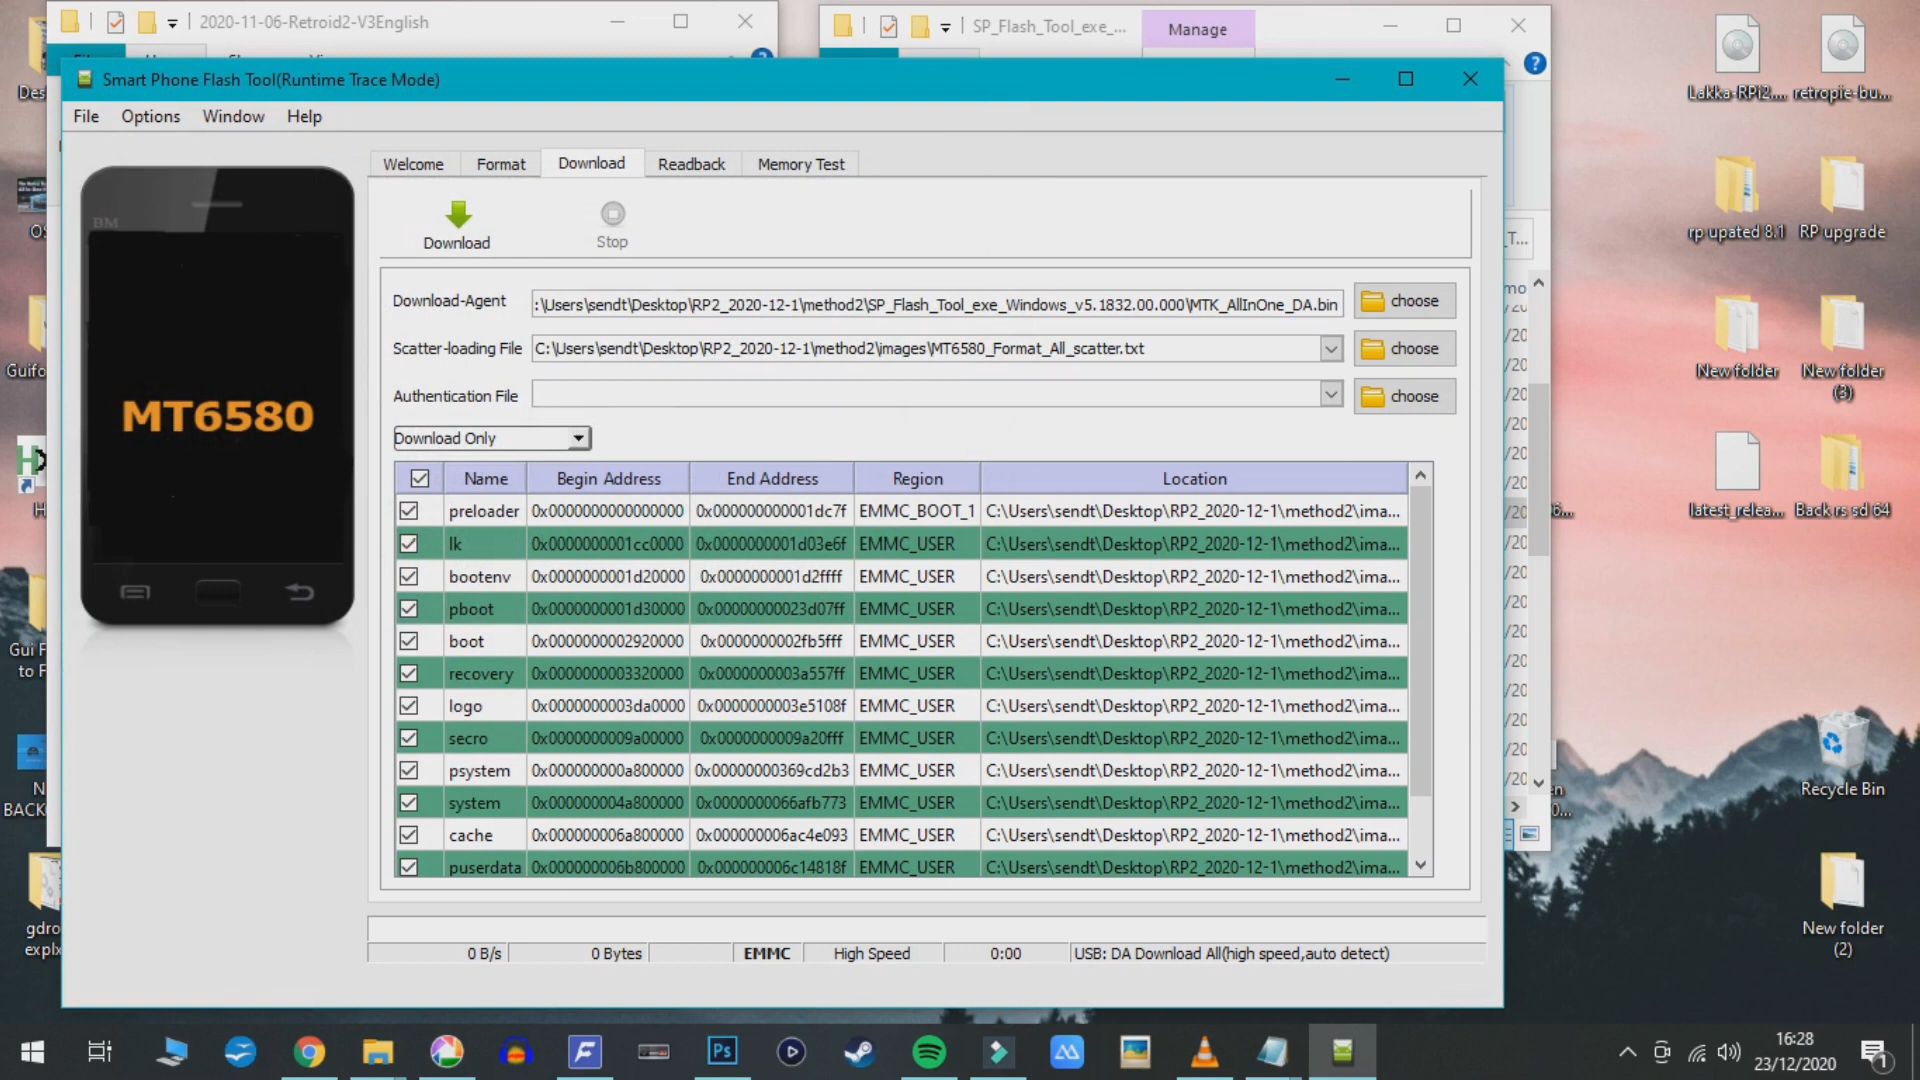 2020-11-06-Retroid2-V3English
SP_Flash_Tool_exe_...
Manage
Smart Phone Flash Tool(Runtime Trace Mode)
File Options Window Help
Welcome Format Download Readback Memory Test
Download Stop
BM
MT6580
Download-Agent :\Users\sendt\Desktop\RP2_2020-12-1\method2\SP_Flash_Tool_exe_Windows_v5.1832.00.000\MTK_AllInOne_DA.bin choose
Scatter-loading File C:\Users\sendt\Desktop\RP2_2020-12-1\method2\images\MT6580_Format_All_scatter.txt choose
Authentication File choose
Download Only
Name Begin Address End Address Region Location
preloader 0x0000000000000000 0x000000000001dc7f EMMC_BOOT_1 C:\Users\sendt\Desktop\RP2_2020-12-1\method2\ima...
lk 0x0000000001cc0000 0x0000000001d03e6f EMMC_USER C:\Users\sendt\Desktop\RP2_2020-12-1\method2\ima...
bootenv 0x0000000001d20000 0x0000000001d2ffff EMMC_USER C:\Users\sendt\Desktop\RP2_2020-12-1\method2\ima...
pboot 0x0000000001d30000 0x00000000023d07ff EMMC_USER C:\Users\sendt\Desktop\RP2_2020-12-1\method2\ima...
boot 0x0000000002920000 0x0000000002fb5fff EMMC_USER C:\Users\sendt\Desktop\RP2_2020-12-1\method2\ima...
recovery 0x0000000003320000 0x0000000003a557ff EMMC_USER C:\Users\sendt\Desktop\RP2_2020-12-1\method2\ima...
logo 0x0000000003da0000 0x0000000003e5108f EMMC_USER C:\Users\sendt\Desktop\RP2_2020-12-1\method2\ima...
secro 0x0000000009a00000 0x0000000009a20fff EMMC_USER C:\Users\sendt\Desktop\RP2_2020-12-1\method2\ima...
psystem 0x000000000a800000 0x00000000369cd2b3 EMMC_USER C:\Users\sendt\Desktop\RP2_2020-12-1\method2\ima...
system 0x000000004a800000 0x0000000066afb773 EMMC_USER C:\Users\sendt\Desktop\RP2_2020-12-1\method2\ima...
cache 0x000000006a800000 0x000000006ac4e093 EMMC_USER C:\Users\sendt\Desktop\RP2_2020-12-1\method2\ima...
puserdata 0x000000006b800000 0x000000006c14818f EMMC_USER C:\Users\sendt\Desktop\RP2_2020-12-1\method2\ima...
0 B/s 0 Bytes EMMC High Speed 0:00 USB: DA Download All(high speed,auto detect)
Lakka-RPi2.... retropie-bu...
rp upated 8.1 RP upgrade
New folder New folder
(3)
latest_relea... Back rs sd 64
Recycle Bin
New folder
(2)
Ps
16:28
23/12/2020
1